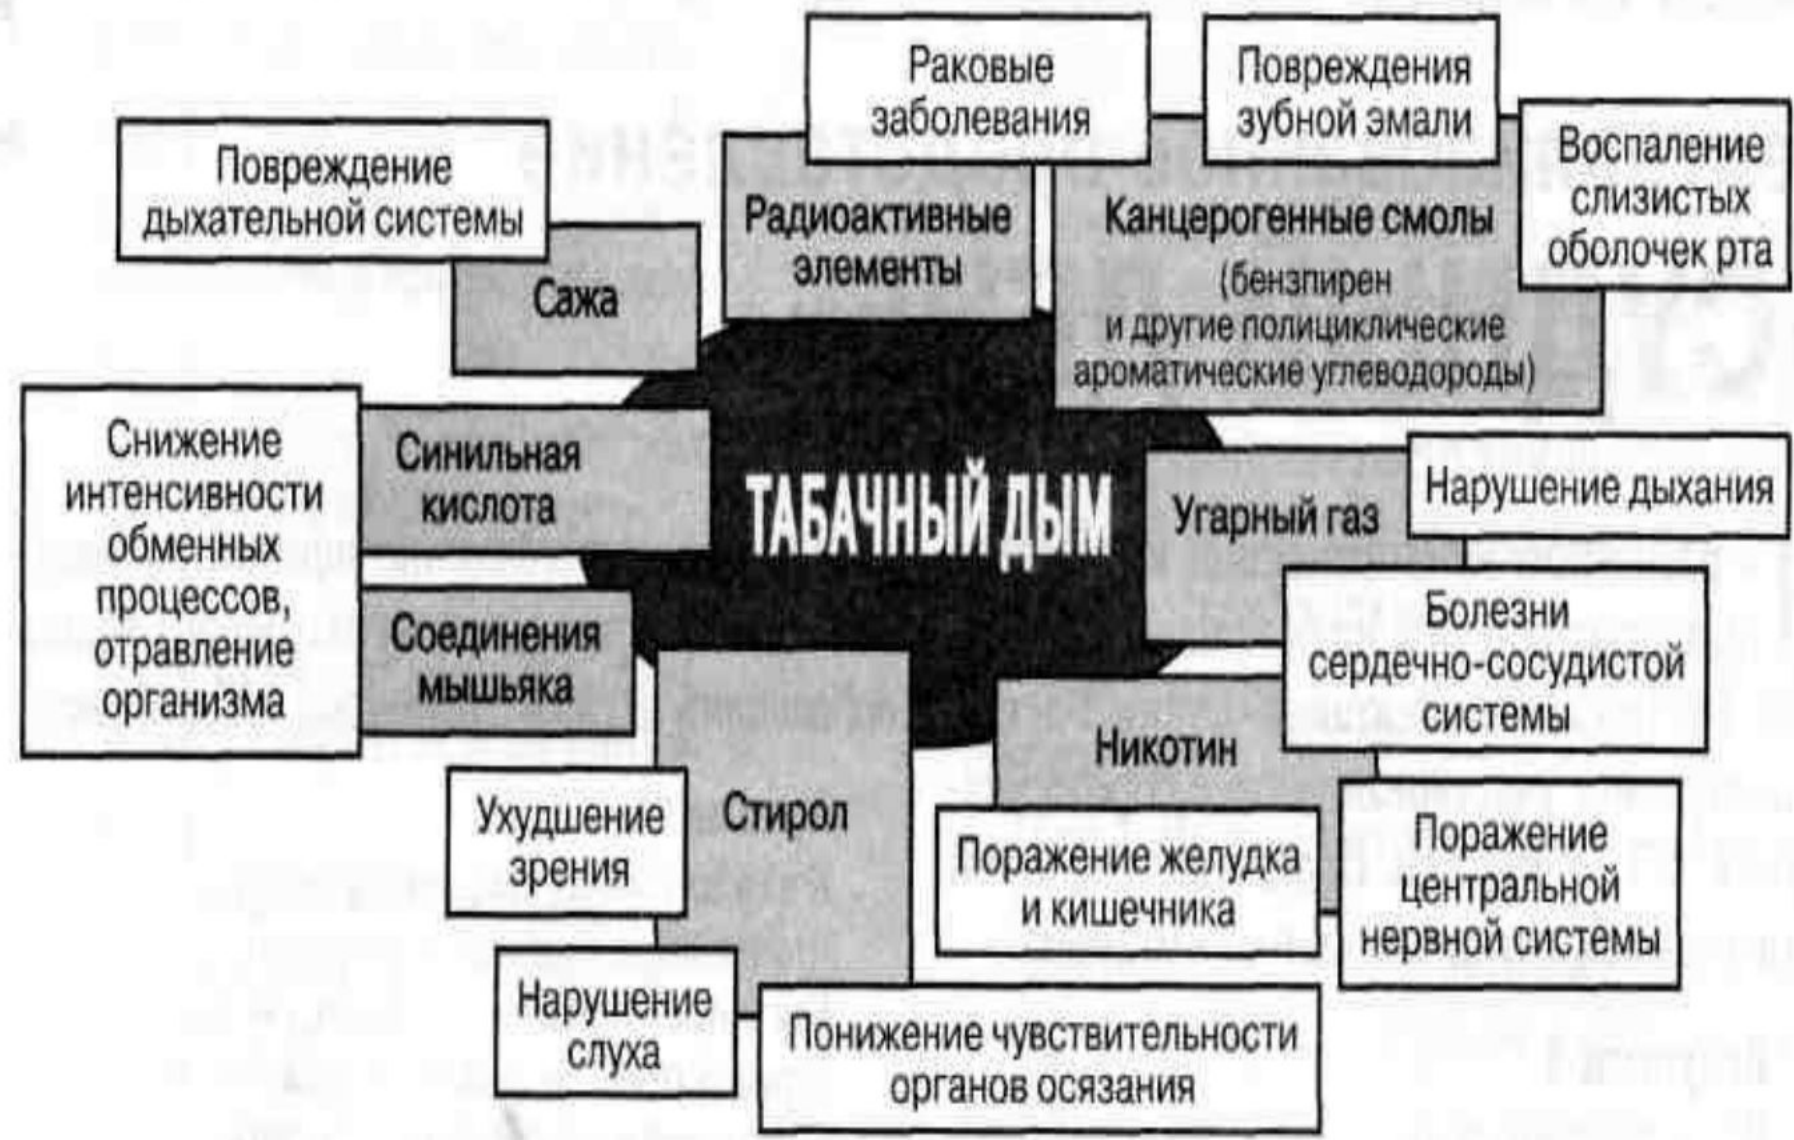 Раковые
заболевания
Повреждения
зубной эмали
Воспаление
слизистых
оболочек рта
Повреждение
дыхательной системы
Сажа
Радиоактивные
элементы
Канцерогенные смолы
(бензпирен
и другие полициклические
ароматические углеводороды)
Снижение
интенсивности
обменных
процессов,
отравление
организма
Синильная
кислота
Соединения
мышьяка
ТАБАЧНЫЙ ДЫМ
Угарный газ
Нарушение дыхания
Болезни
сердечно-сосудистой
системы
Никотин
Поражение желудка
и кишечника
Поражение
центральной
нервной системы
Стирол
Ухудшение
зрения
Нарушение
слуха
Понижение чувствительности
органов осязания